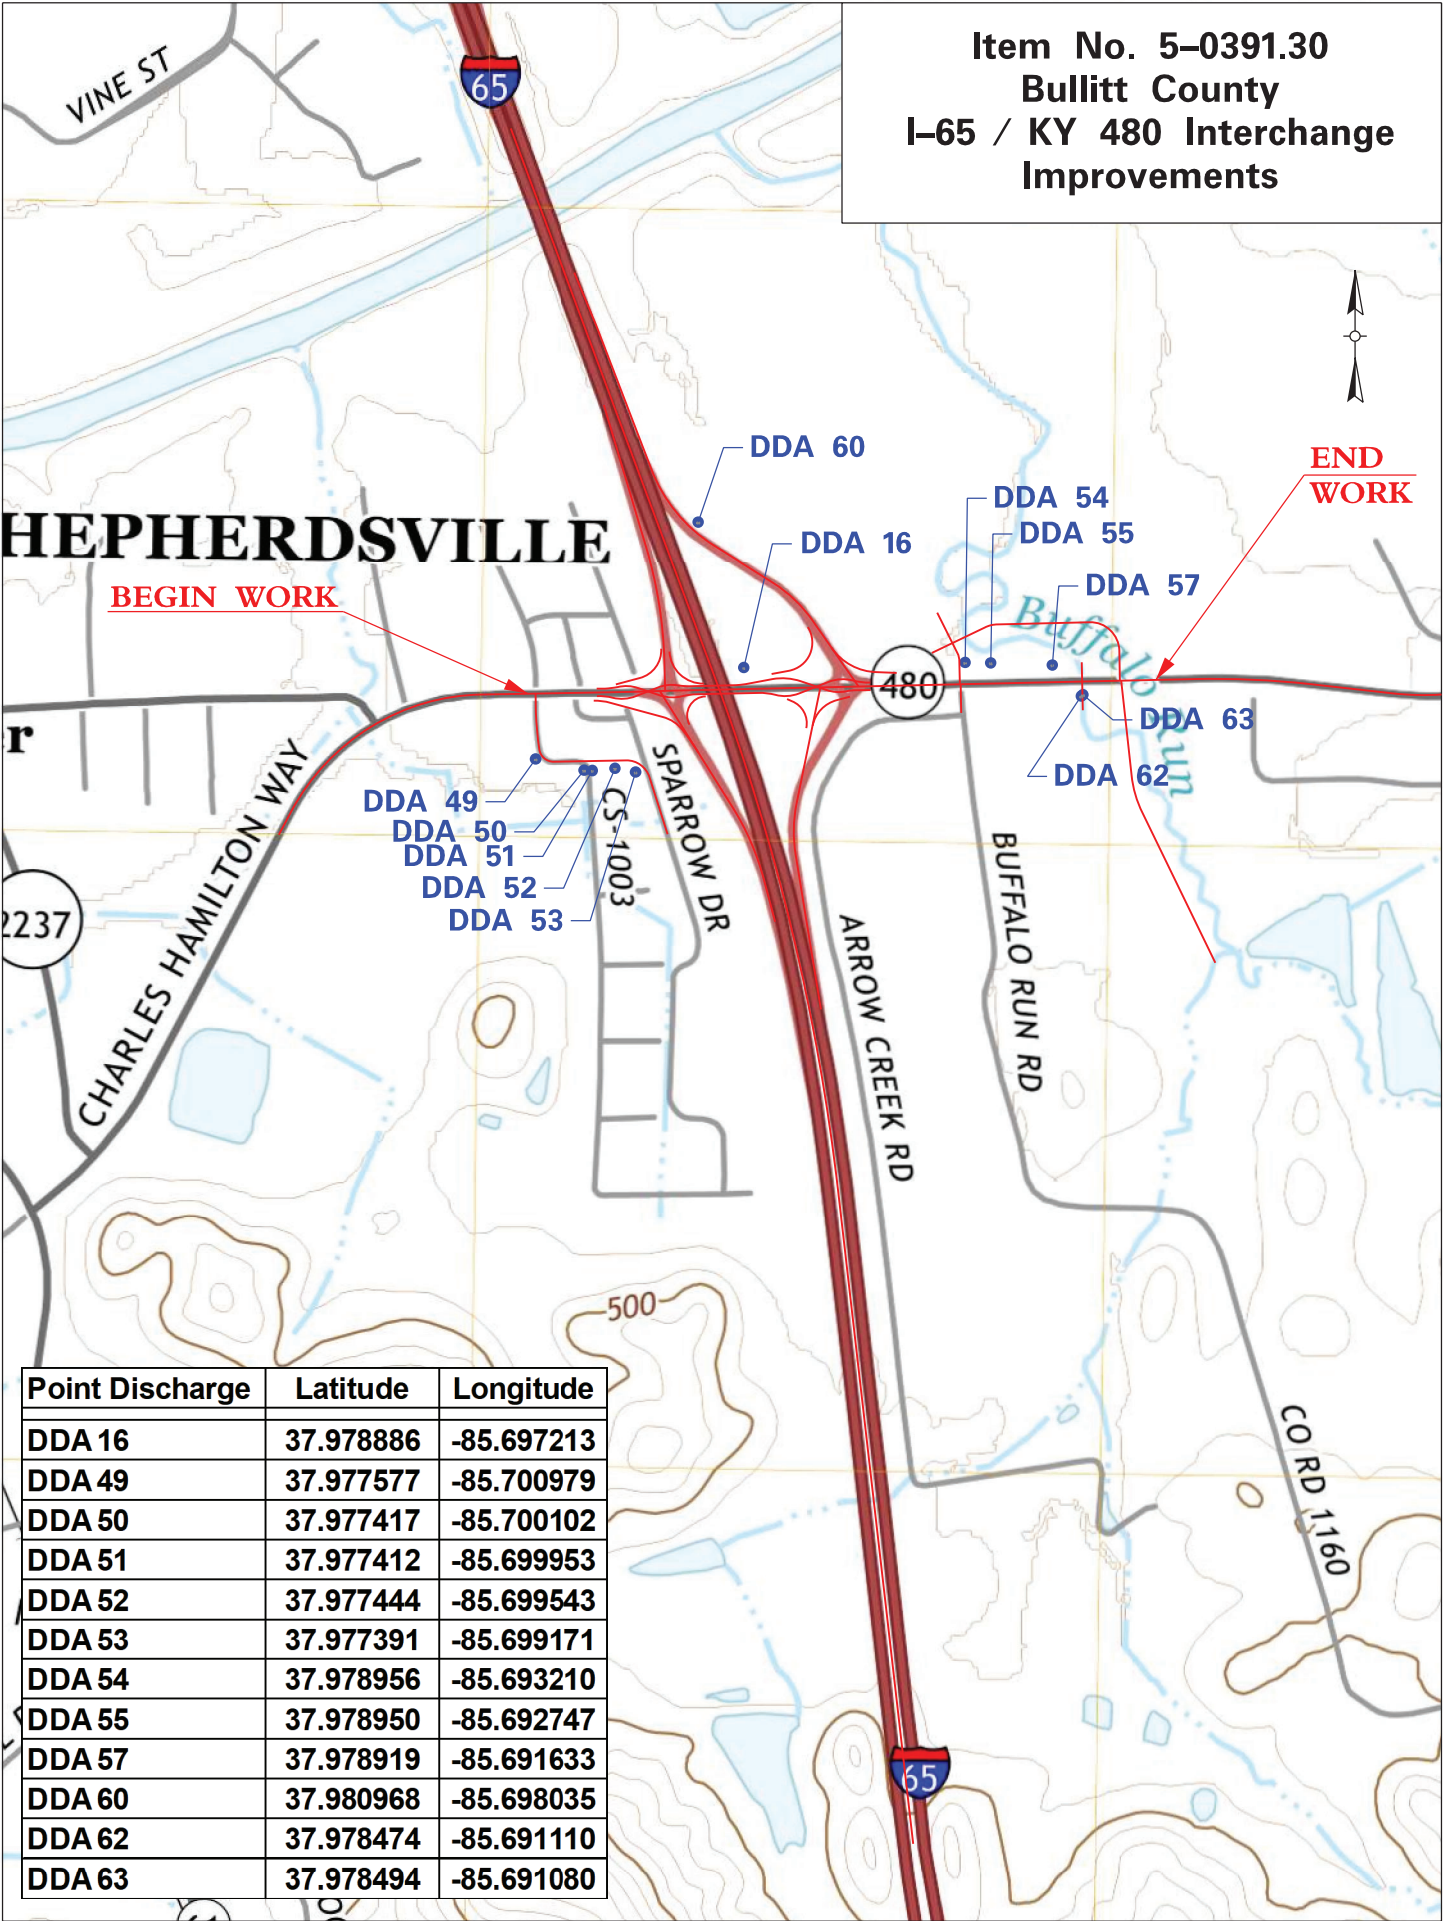 Item No. 5-0391.30
Bullitt County
I-65 / KY 480 Interchange
Improvements
VINE ST
65
DDA 60
END
WORK
DDA 54
DDA 55
DDA 16
HEPHERDSVILLE
DDA 57
BEGIN WORK
Buffalo Run
480
DDA 63
DDA 62
r
SPARROW DR
DDA 49
DDA 50
DDA 51
DDA 52
DDA 53
CS-1003
CHARLES HAMILTON WAY
2237
ARROW CREEK RD
BUFFALO RUN RD
500
CO RD 1160
65
Point Discharge Latitude Longitude
DDA 16 37.978886 -85.697213
DDA 49 37.977577 -85.700979
DDA 50 37.977417 -85.700102
DDA 51 37.977412 -85.699953
DDA 52 37.977444 -85.699543
DDA 53 37.977391 -85.699171
DDA 54 37.978956 -85.693210
DDA 55 37.978950 -85.692747
DDA 57 37.978919 -85.691633
DDA 60 37.980968 -85.698035
DDA 62 37.978474 -85.691110
DDA 63 37.978494 -85.691080